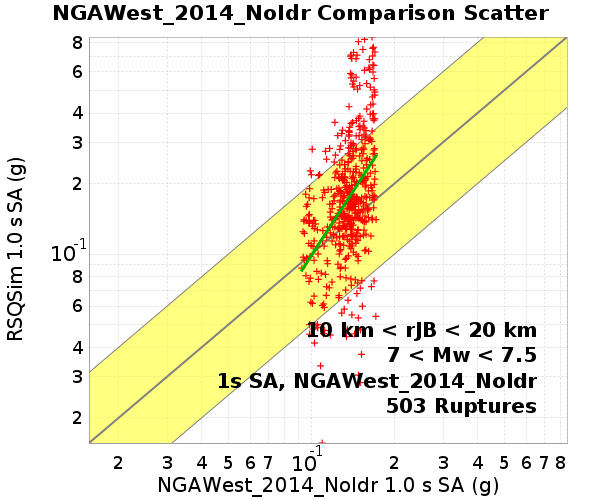 NGAWest_2014_NoIdr Comparison Scatter
8
6
4
3
2
10^-1
8
6
4
3
2
RSQSim 1.0 s SA (g)
10 km < rJB < 20 km
7 < Mw < 7.5
1s SA, NGAWest_2014_NoIdr
503 Ruptures
2 3 4 5 6 7 10^-1 2 3 4 5 6 7 8
NGAWest_2014_NoIdr 1.0 s SA (g)